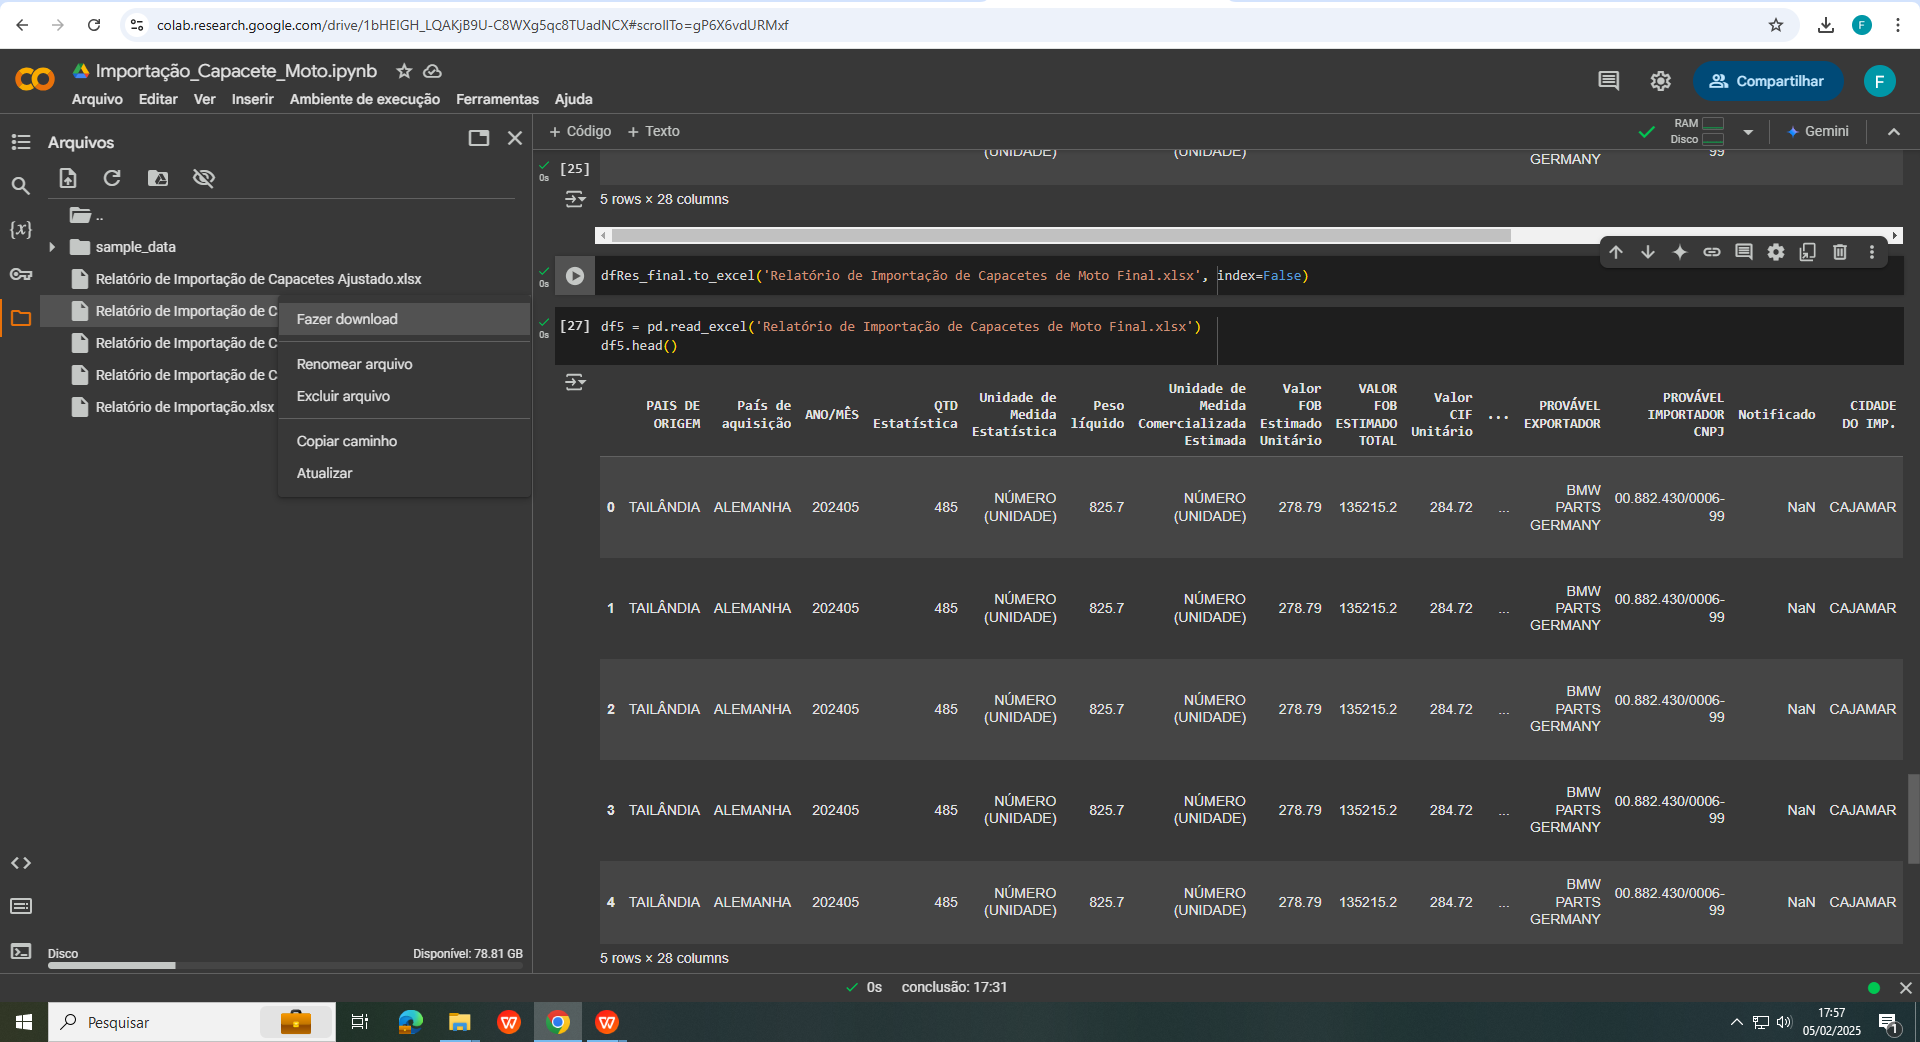 colab.research.google.com/drive/1bHEIGH_LQAKjB9U-C8WXg5qc8TUadNCX#scrollTo=gP6X6vdURMxf
F
CO
Importação_Capacete_Moto.ipynb
Arquivo Editar Ver Inserir Ambiente de execução Ferramentas Ajuda
Compartilhar
F
Arquivos
+ Código + Texto
RAM
Disco
Gemini
..
sample_data
Relatório de Importação de Capacetes Ajustado.xlsx
Relatório de Importação de C
Relatório de Importação de C
Relatório de Importação de C
Relatório de Importação.xlsx
Fazer download
Renomear arquivo
Excluir arquivo
Copiar caminho
Atualizar
{x}
Disco
Disponível: 78.81 GB
[25]
0s
(UNIDADE) (UNIDADE) GERMANY 99
5 rows × 28 columns
0s
dfRes_final.to_excel('Relatório de Importação de Capacetes de Moto Final.xlsx', index=False)
[27]
0s
df5 = pd.read_excel('Relatório de Importação de Capacetes de Moto Final.xlsx')
df5.head()
PAIS DE ORIGEM País de aquisição ANO/MÊS QTD Estatística Unidade de Medida Estatística Peso líquido Unidade de Medida Comercializada Estimada Valor FOB Estimado Unitário VALOR FOB ESTIMADO TOTAL Valor CIF Unitário ... PROVÁVEL EXPORTADOR PROVÁVEL IMPORTADOR CNPJ Notificado CIDADE DO IMP.
0 TAILÂNDIA ALEMANHA 202405 485 NÚMERO (UNIDADE) 825.7 NÚMERO (UNIDADE) 278.79 135215.2 284.72 ... BMW PARTS GERMANY 00.882.430/0006-99 NaN CAJAMAR
1 TAILÂNDIA ALEMANHA 202405 485 NÚMERO (UNIDADE) 825.7 NÚMERO (UNIDADE) 278.79 135215.2 284.72 ... BMW PARTS GERMANY 00.882.430/0006-99 NaN CAJAMAR
2 TAILÂNDIA ALEMANHA 202405 485 NÚMERO (UNIDADE) 825.7 NÚMERO (UNIDADE) 278.79 135215.2 284.72 ... BMW PARTS GERMANY 00.882.430/0006-99 NaN CAJAMAR
3 TAILÂNDIA ALEMANHA 202405 485 NÚMERO (UNIDADE) 825.7 NÚMERO (UNIDADE) 278.79 135215.2 284.72 ... BMW PARTS GERMANY 00.882.430/0006-99 NaN CAJAMAR
4 TAILÂNDIA ALEMANHA 202405 485 NÚMERO (UNIDADE) 825.7 NÚMERO (UNIDADE) 278.79 135215.2 284.72 ... BMW PARTS GERMANY 00.882.430/0006-99 NaN CAJAMAR
5 rows × 28 columns
0s conclusão: 17:31
Pesquisar
17:57
05/02/2025
1